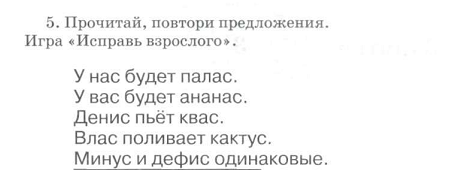 5. Прочитай, повтори предложения.
Игра «Исправь взрослого».
У нас будет палас.
У вас будет ананас.
Денис пьёт квас.
Влас поливает кактус.
Минус и дефис одинаковые.